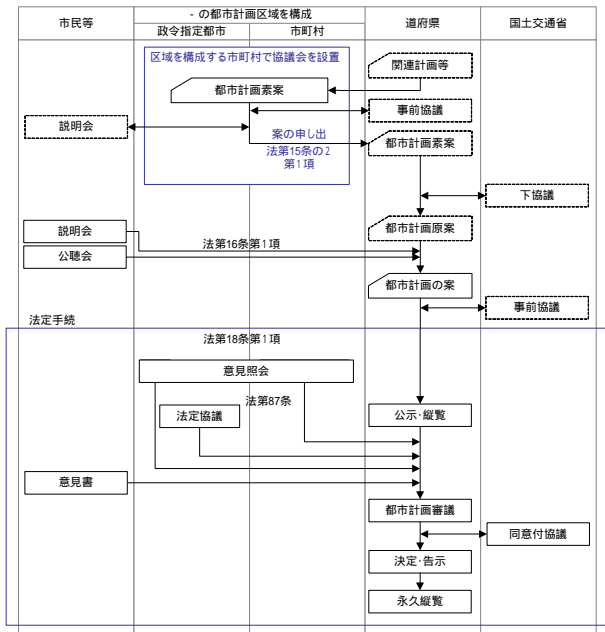 市民等
- の都市計画区域を構成
政令指定都市
市町村
道府県
国土交通省
区域を構成する市町村で協議会を設置
関連計画等
都市計画素案
事前協議
説明会
案の申し出
法第15条の2
第1項
都市計画素案
下協議
都市計画原案
説明会
法第16条第1項
公聴会
都市計画の案
事前協議
法定手続
法第18条第1項
意見照会
法第87条
法定協議
公示・縦覧
意見書
都市計画審議
同意付協議
決定・告示
永久縦覧